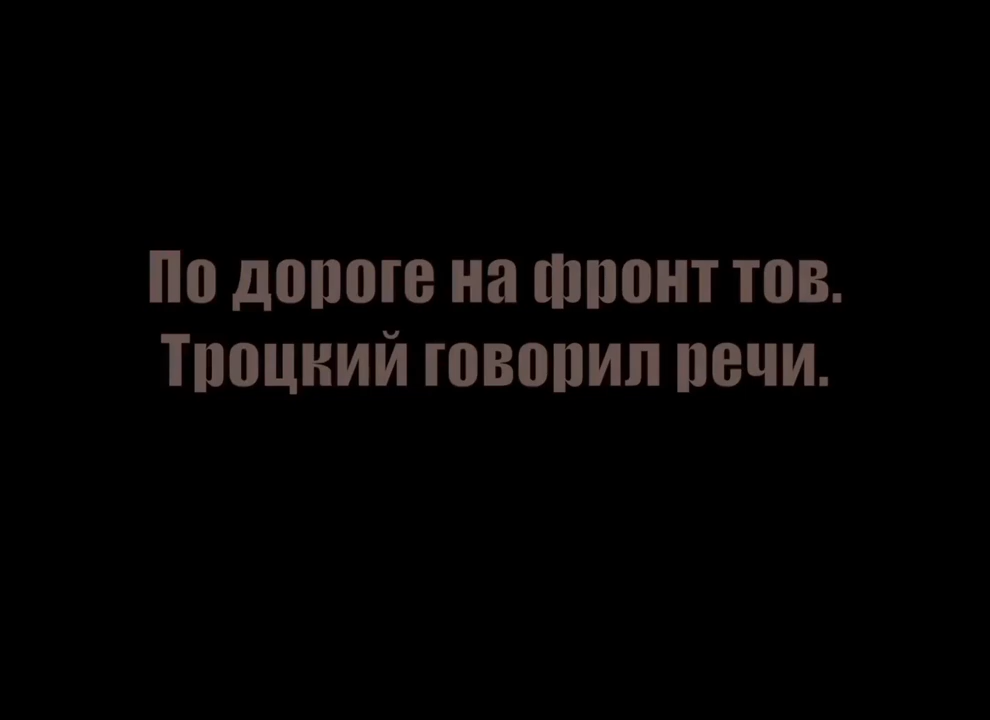 По дороге на фронт тов.
Троцкий говорил речи.